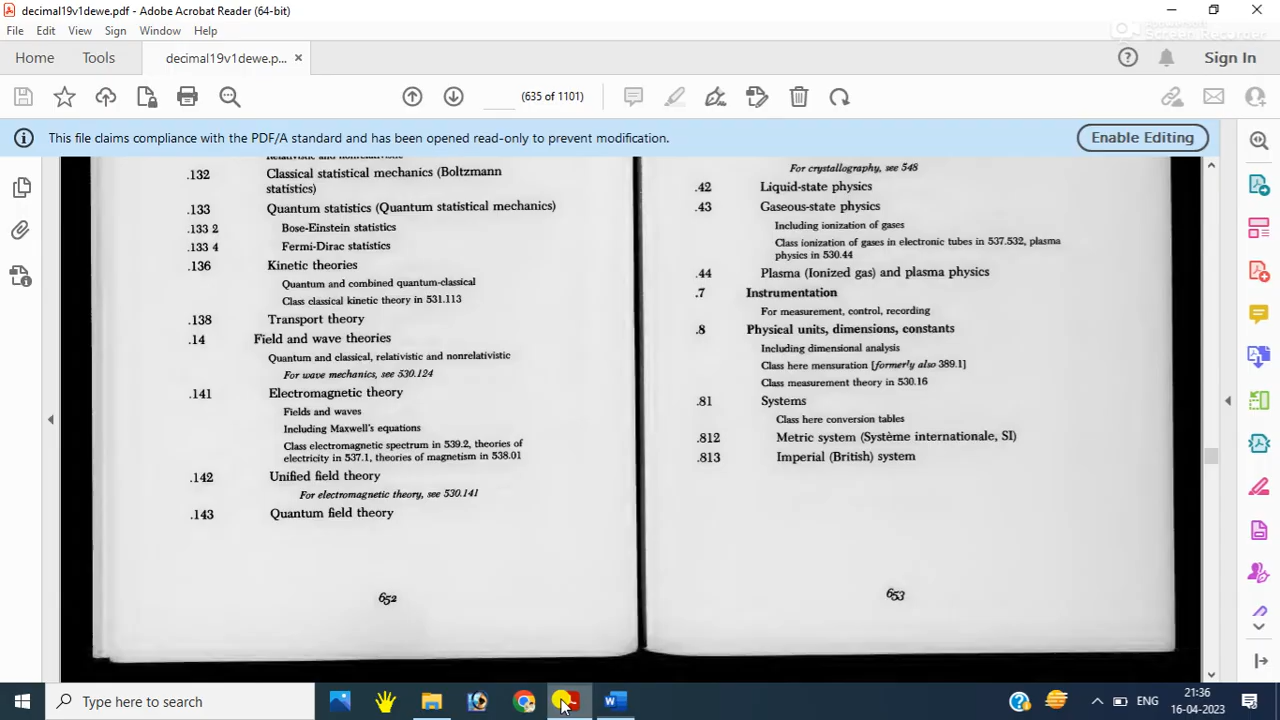 decimal19v1dewe.pdf - Adobe Acrobat Reader (64-bit)
File Edit View Sign Window Help
Home Tools decimal19v1dewe.p... Sign In
(635 of 1101)
This file claims compliance with the PDF/A standard and has been opened read-only to prevent modification.
Enable Editing
Relativistic and nonrelativistic
.132 Classical statistical mechanics (Boltzmann
statistics)
.133 Quantum statistics (Quantum statistical mechanics)
.133 2 Bose-Einstein statistics
.133 4 Fermi-Dirac statistics
.136 Kinetic theories
Quantum and combined quantum-classical
Class classical kinetic theory in 531.113
.138 Transport theory
.14 Field and wave theories
Quantum and classical, relativistic and nonrelativistic
For wave mechanics, see 530.124
.141 Electromagnetic theory
Fields and waves
Including Maxwell's equations
Class electromagnetic spectrum in 539.2, theories of
electricity in 537.1, theories of magnetism in 538.01
.142 Unified field theory
For electromagnetic theory, see 530.141
.143 Quantum field theory
652
For crystallography, see 548
.42 Liquid-state physics
.43 Gaseous-state physics
Including ionization of gases
Class ionization of gases in electronic tubes in 537.532, plasma
physics in 530.44
.44 Plasma (Ionized gas) and plasma physics
.7 Instrumentation
For measurement, control, recording
.8 Physical units, dimensions, constants
Including dimensional analysis
Class here mensuration [formerly also 389.1]
Class measurement theory in 530.16
.81 Systems
Class here conversion tables
.812 Metric system (Système internationale, SI)
.813 Imperial (British) system
653
Type here to search
ENG
21:36
16-04-2023